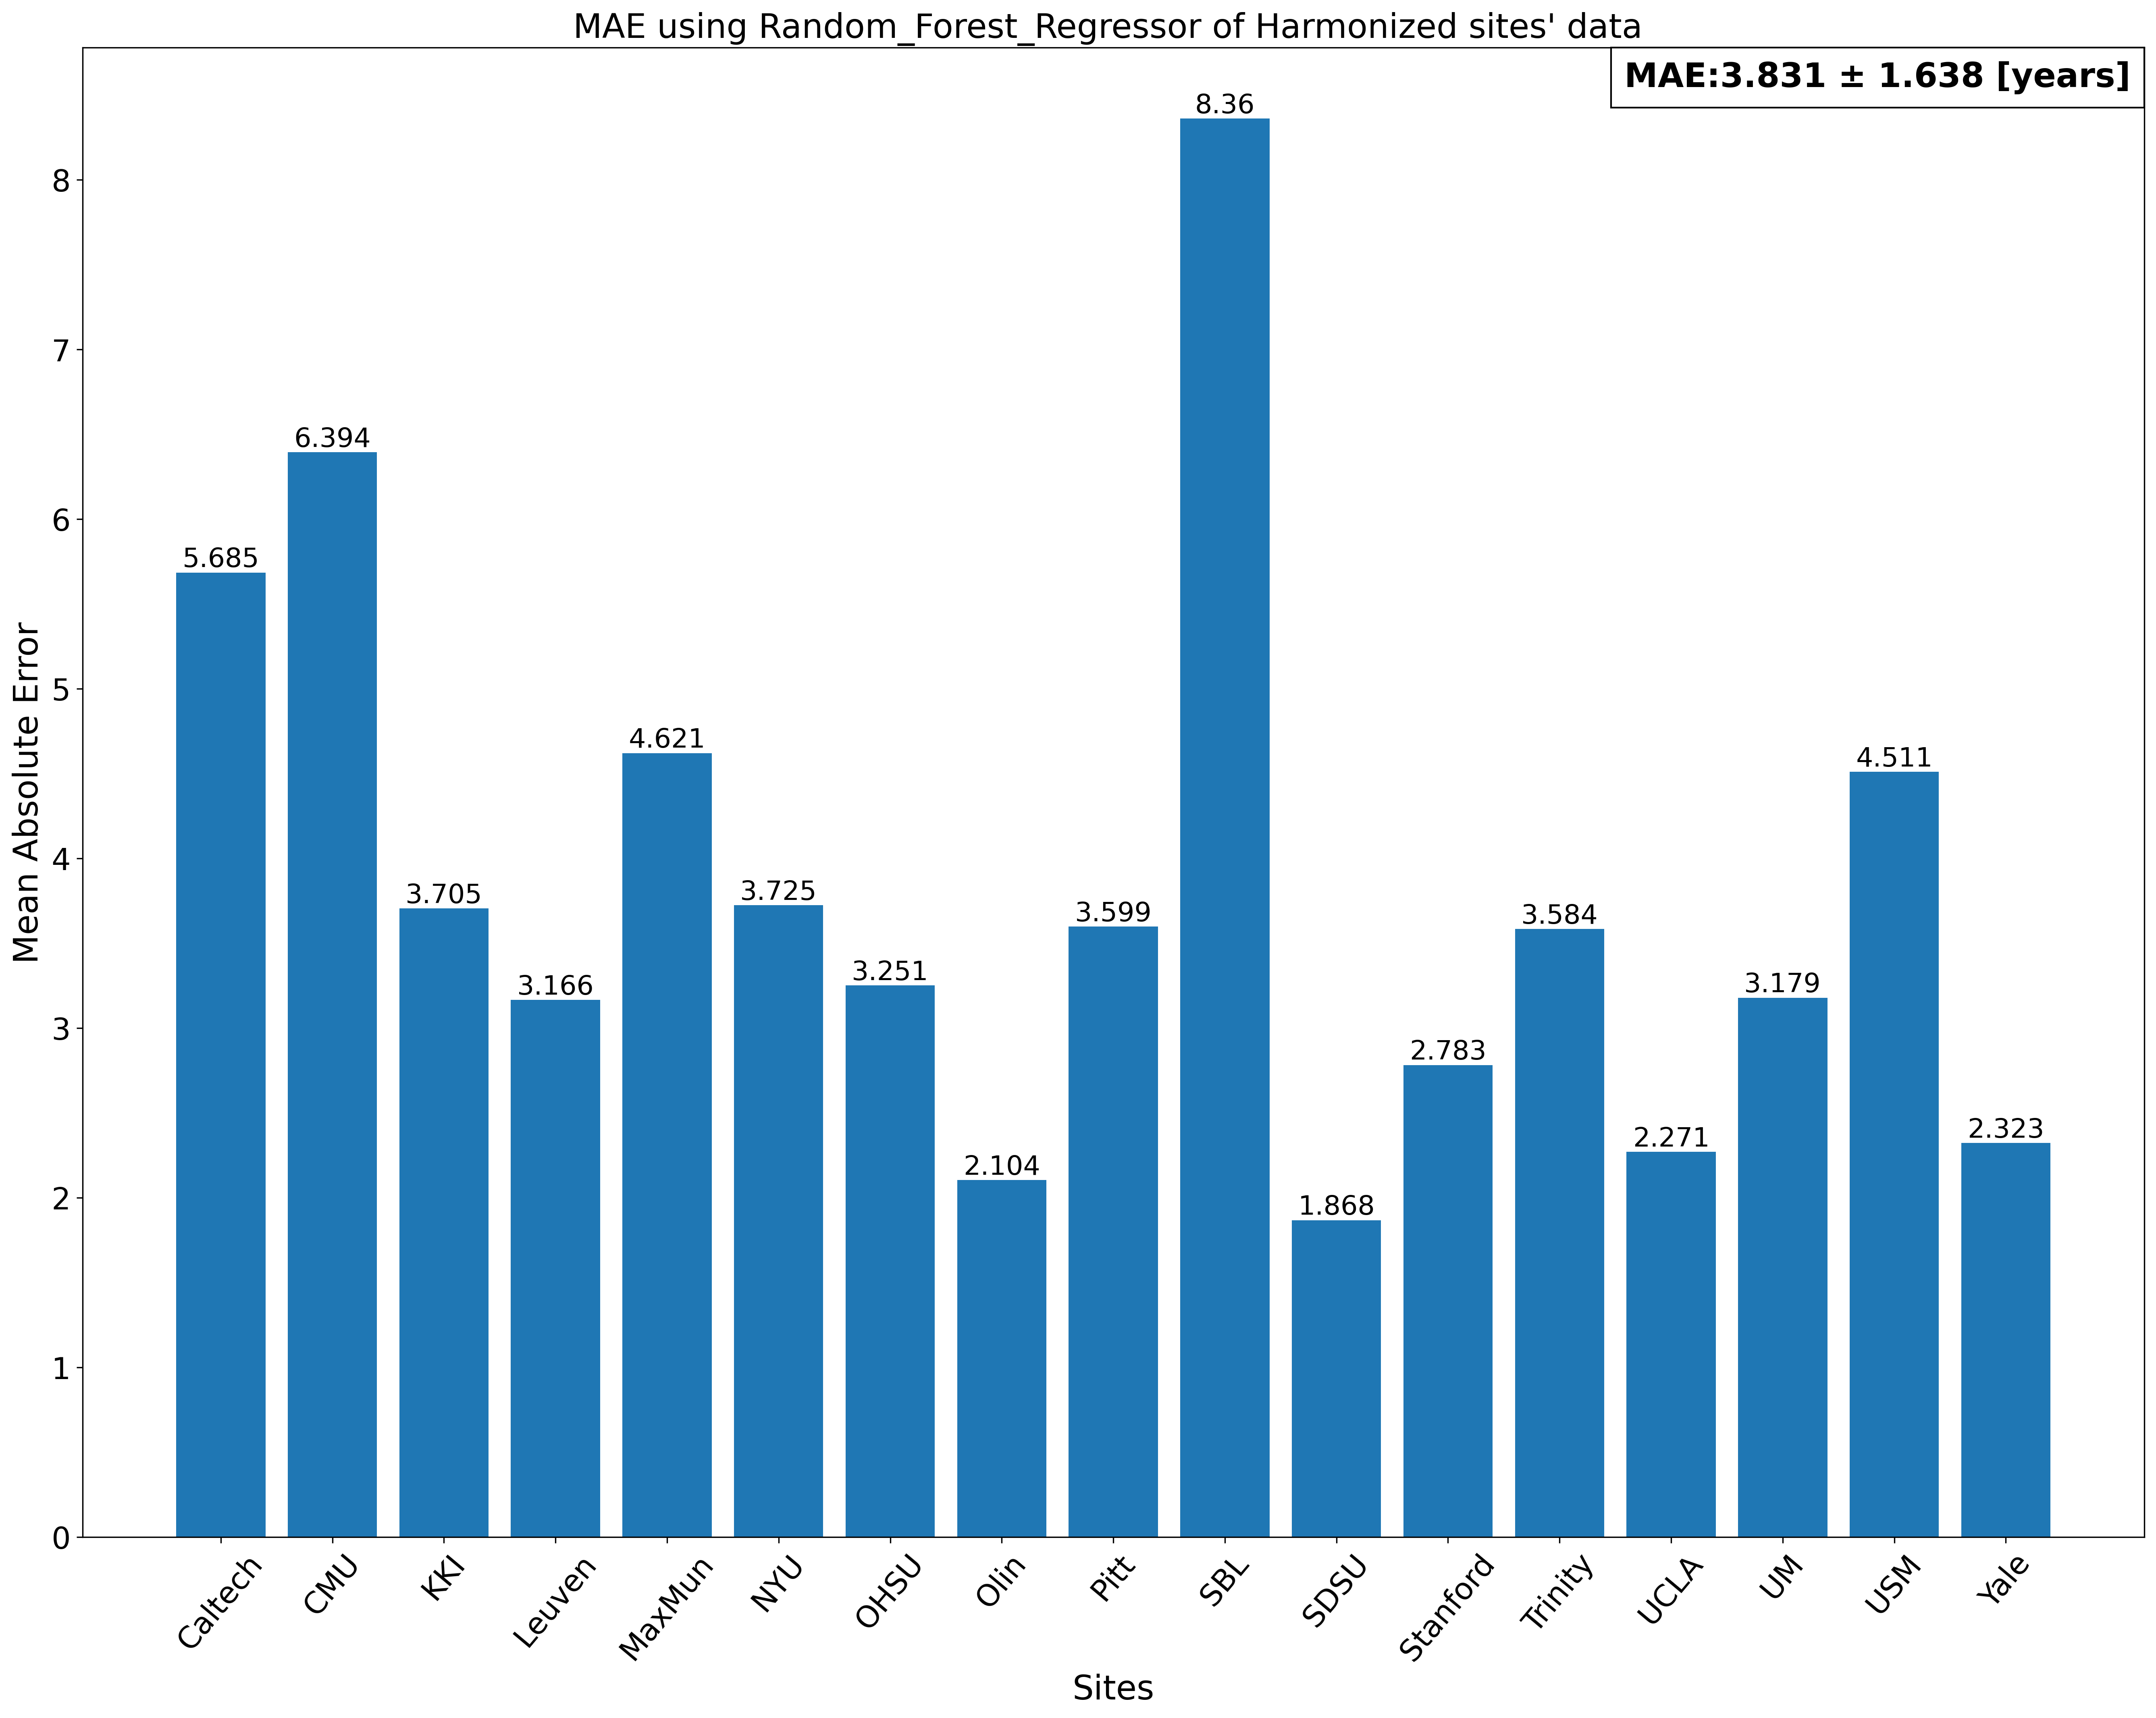 MAE using Random_Forest_Regressor of Harmonized sites' data
MAE:3.831 ± 1.638 [years]
Mean Absolute Error
8
7
6
5
4
3
2
1
0
5.685
6.394
3.705
3.166
4.621
3.725
3.251
2.104
3.599
8.36
1.868
2.783
3.584
2.271
3.179
4.511
2.323
Caltech
CMU
KKI
Leuven
MaxMun
NYU
OHSU
Olin
Pitt
SBL
SDSU
Stanford
Trinity
UCLA
UM
USM
Yale
Sites